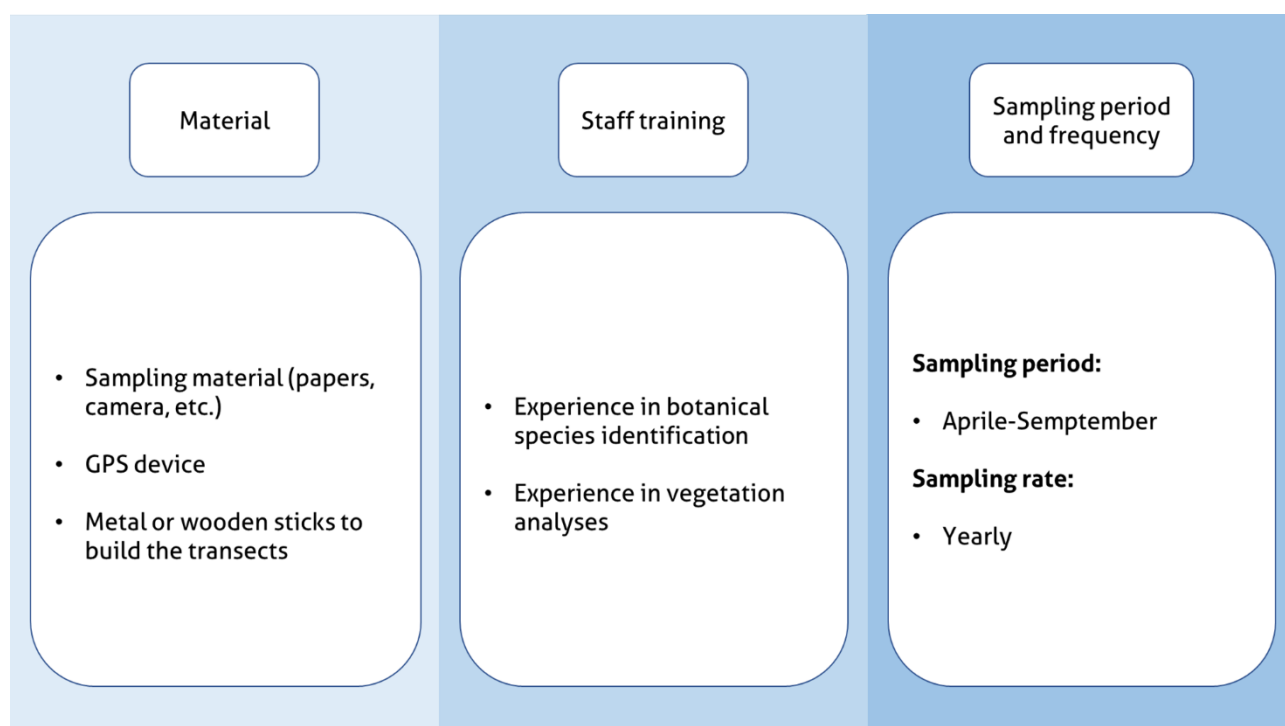 Material
• Sampling material (papers,
camera, etc.)
• GPS device
• Metal or wooden sticks to
build the transects
Staff training
• Experience in botanical
species identification
• Experience in vegetation
analyses
Sampling period
and frequency
Sampling period:
• Aprile-Semptember
Sampling rate:
• Yearly